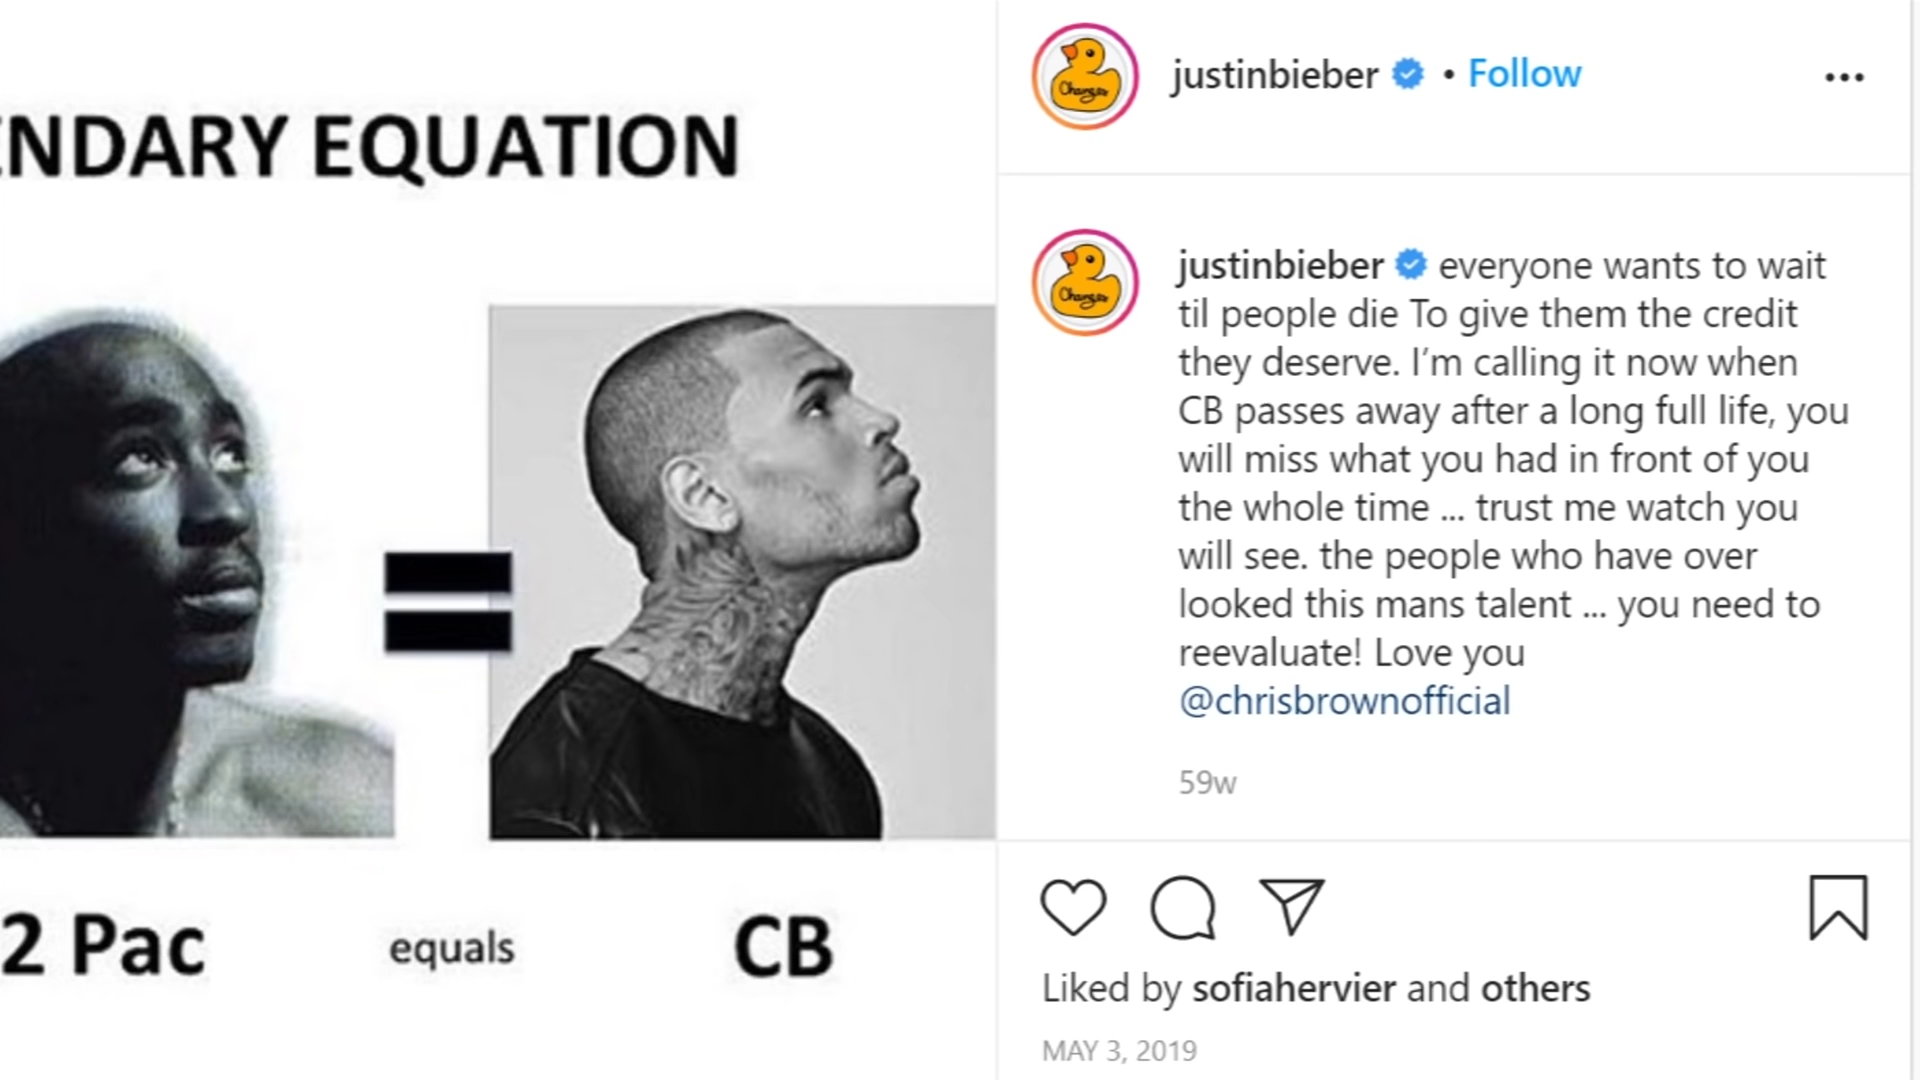 ENDARY EQUATION
2 Pac
equals
CB
justinbieber • Follow
justinbieber everyone wants to wait
til people die To give them the credit
they deserve. I’m calling it now when
CB passes away after a long full life, you
will miss what you had in front of you
the whole time ... trust me watch you
will see. the people who have over
looked this mans talent ... you need to
reevaluate! Love you
@chrisbrownofficial
59w
Liked by sofiahervier and others
MAY 3, 2019